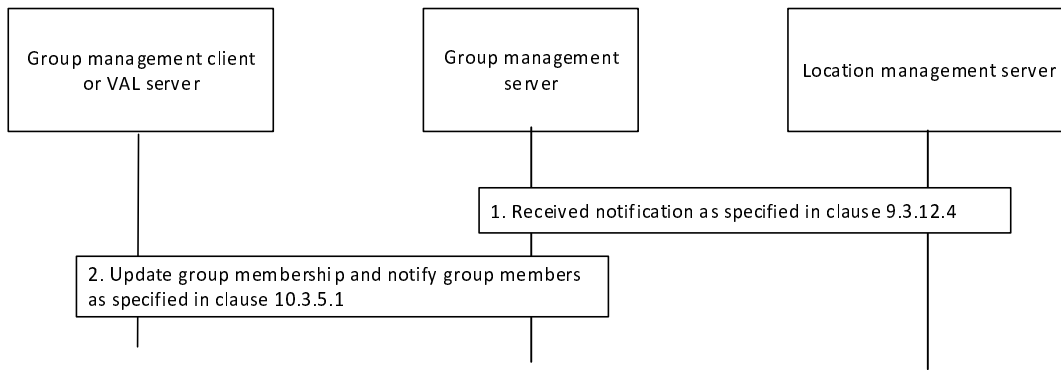 Group management client
or VAL server
Group management
server
Location management server
1. Received notification as specified in clause 9.3.12.4
2. Update group membership and notify group members
as specified in clause 10.3.5.1